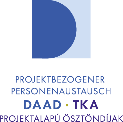 PROJEKTBEZOGENER
PERSONENAUSTAUSCH
DAAD · TKA
PROJEKTALAPÚ ÖSZTÖNDÍJAK